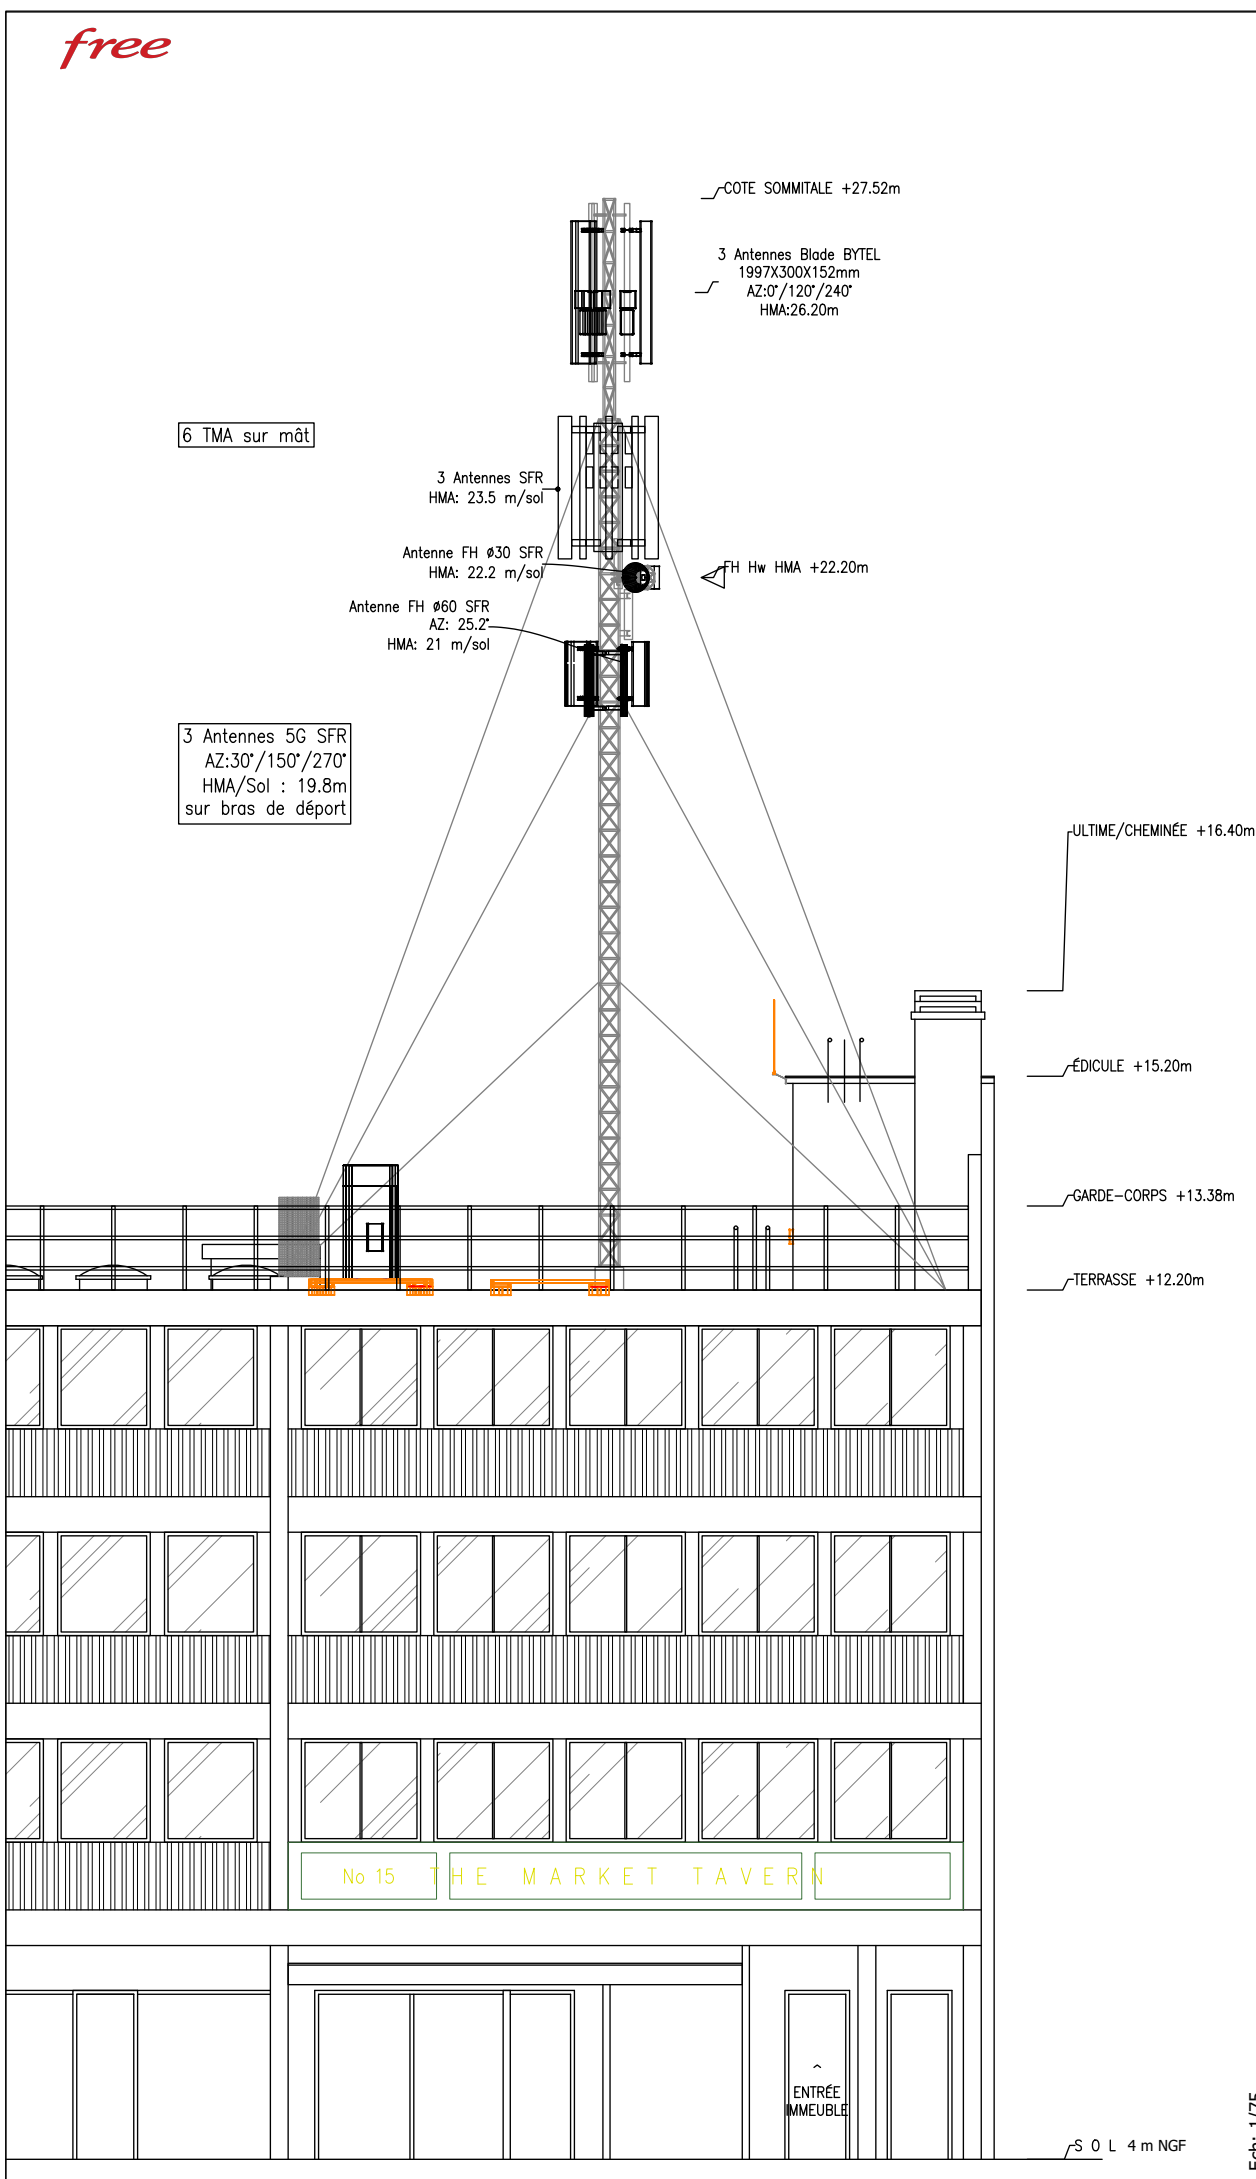 free
COTE SOMMITALE +27.52m
3 Antennes Blade BYTEL
1997X300X152mm
AZ:0°/120°/240°
HMA:26.20m
6 TMA sur mât
3 Antennes SFR
HMA: 23.5 m/sol
Antenne FH ø30 SFR
HMA: 22.2 m/sol
FH Hw HMA +22.20m
Antenne FH ø60 SFR
AZ: 25.2°
HMA: 21 m/sol
3 Antennes 5G SFR
AZ:30°/150°/270°
HMA/Sol : 19.8m
sur bras de déport
ULTIME/CHEMINÉE +16.40m
ÉDICULE +15.20m
GARDE-CORPS +13.38m
TERRASSE +12.20m
No 15 THE MARKET TAVERN
ENTRÉE
IMMEUBLE
SOL 4 m NGF
Ech: 1/75